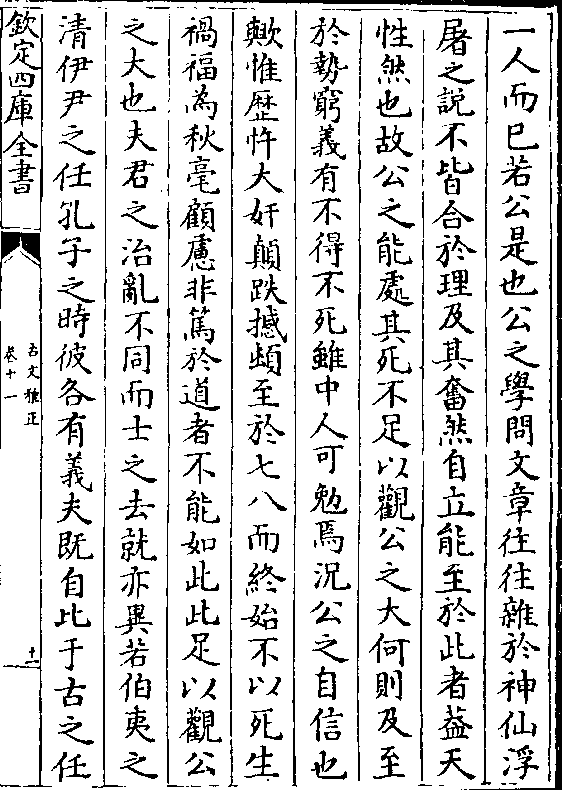 一人而已若公是也公之學問文章往往雜於神仙浮
屠之說不皆合於理及其奮然自立能至於此者葢天
性然也故公之能處其死不足以觀公之大何則及至
於勢窮義有不得不死雖中人可勉焉況公之自信也
歟惟歴忤大奸顛跌撼頓至於七八而終始不以死生
禍福為秋毫顧慮非篤於道者不能如此此足以觀公
之大也夫君之治亂不同而士之去就亦異若伯夷之
清伊尹之任孔子之時彼各有義夫既自比于古之任
欽定四庫全書
古文雅正
卷十一
十一